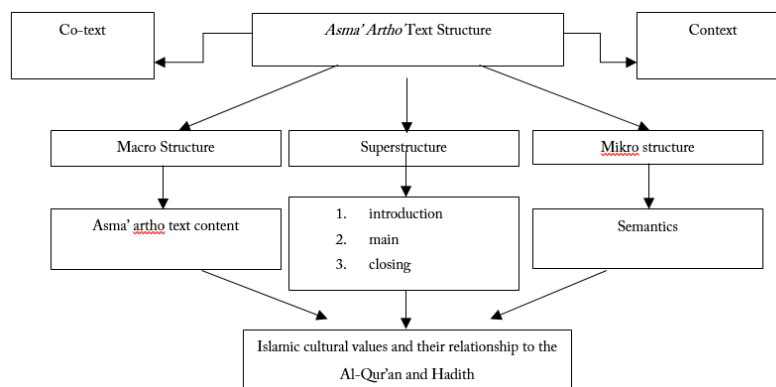 Co-text
Asma' Artho Text Structure
Context
Macro Structure
Superstructure
Mikro structure
Asma' artho text content
1. introduction
2. main
3. closing
Semantics
Islamic cultural values and their relationship to the
Al-Qur'an and Hadith